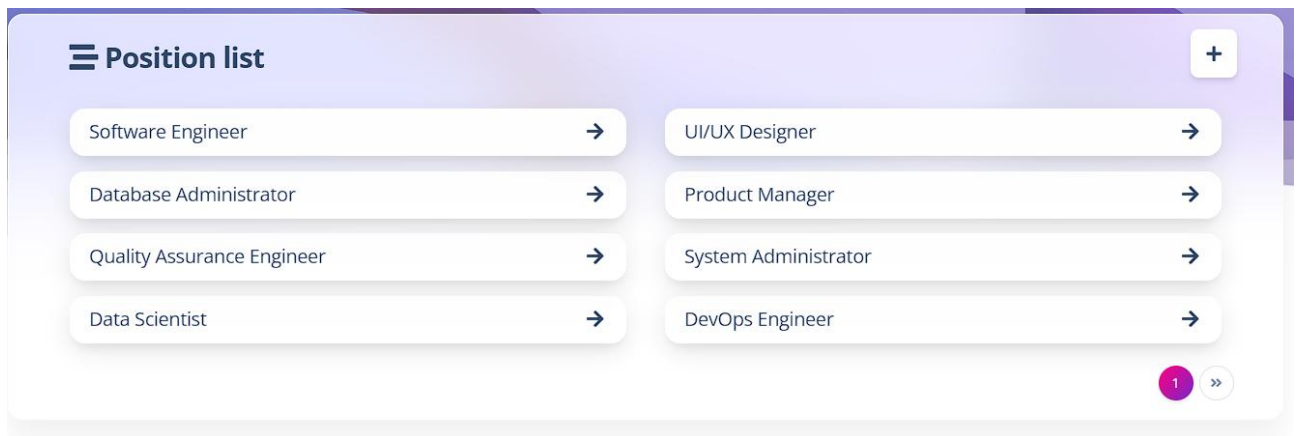 Position list
+
Software Engineer
UI/UX Designer
Database Administrator
Product Manager
Quality Assurance Engineer
System Administrator
Data Scientist
DevOps Engineer
1 »